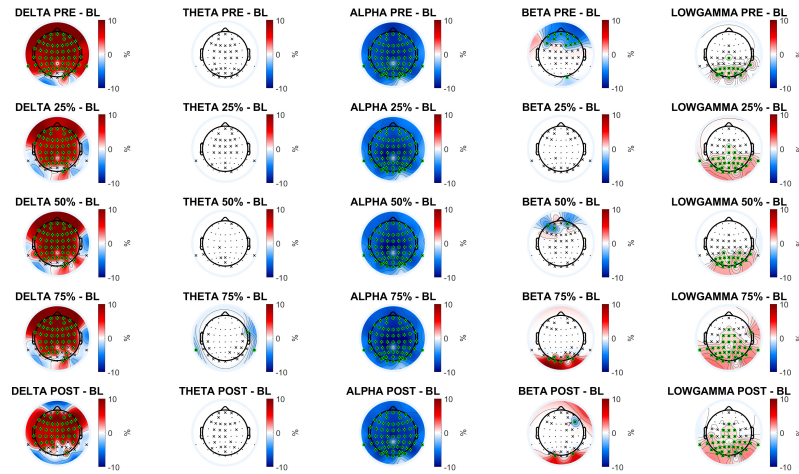 DELTA PRE - BL THETA PRE - BL ALPHA PRE - BL BETA PRE - BL LOWGAMMA PRE - BL
10 10 10 10 10
0 % 0 % 0 % 0 % 0
-10 -10 -10 -10 -10
DELTA 25% - BL THETA 25% - BL ALPHA 25% - BL BETA 25% - BL LOWGAMMA 25% - BL
10 10 10 10 10
0 % 0 % 0 % 0 % 0
-10 -10 -10 -10 -10
DELTA 50% - BL THETA 50% - BL ALPHA 50% - BL BETA 50% - BL LOWGAMMA 50% - BL
10 10 10 10 10
0 % 0 % 0 % 0 % 0
-10 -10 -10 -10 -10
DELTA 75% - BL THETA 75% - BL ALPHA 75% - BL BETA 75% - BL LOWGAMMA 75% - BL
10 10 10 10 10
0 % 0 % 0 % 0 % 0
-10 -10 -10 -10 -10
DELTA POST - BL THETA POST - BL ALPHA POST - BL BETA POST - BL LOWGAMMA POST - BL
10 10 10 10 10
0 % 0 % 0 % 0 % 0
-10 -10 -10 -10 -10